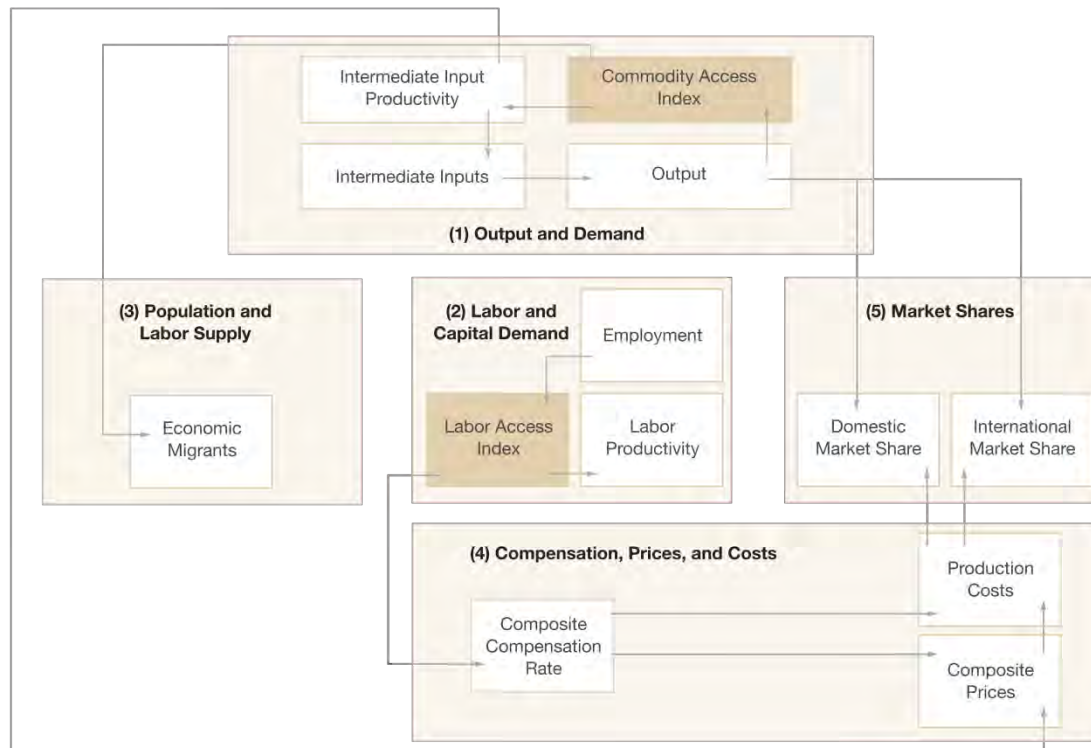 Intermediate Input
Productivity
Commodity Access
Index
Intermediate Inputs
Output
(1) Output and Demand
(3) Population and
Labor Supply
Economic
Migrants
(2) Labor and
Capital Demand
Employment
Labor Access
Index
Labor
Productivity
(5) Market Shares
Domestic
Market Share
International
Market Share
(4) Compensation, Prices, and Costs
Composite
Compensation
Rate
Production
Costs
Composite
Prices